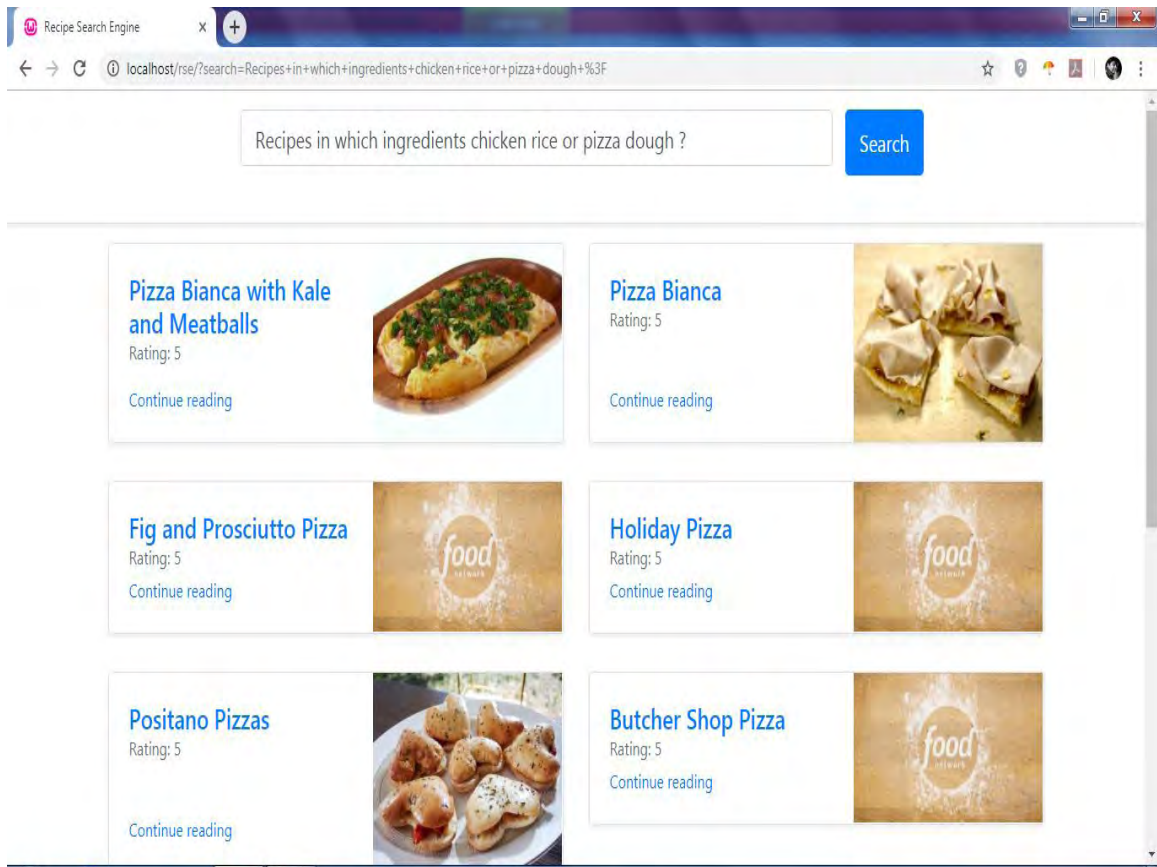 Recipe Search Engine
localhost/rse/?search=Recipes+in+which+ingredients+chicken+rice+or+pizza+dough+%3F
Recipes in which ingredients chicken rice or pizza dough ?
Search
Pizza Bianca with Kale
and Meatballs
Rating: 5
Continue reading
Pizza Bianca
Rating: 5
Continue reading
Fig and Prosciutto Pizza
Rating: 5
Continue reading
food
network
Holiday Pizza
Rating: 5
Continue reading
food
network
Positano Pizzas
Rating: 5
Continue reading
Butcher Shop Pizza
Rating: 5
Continue reading
food
network